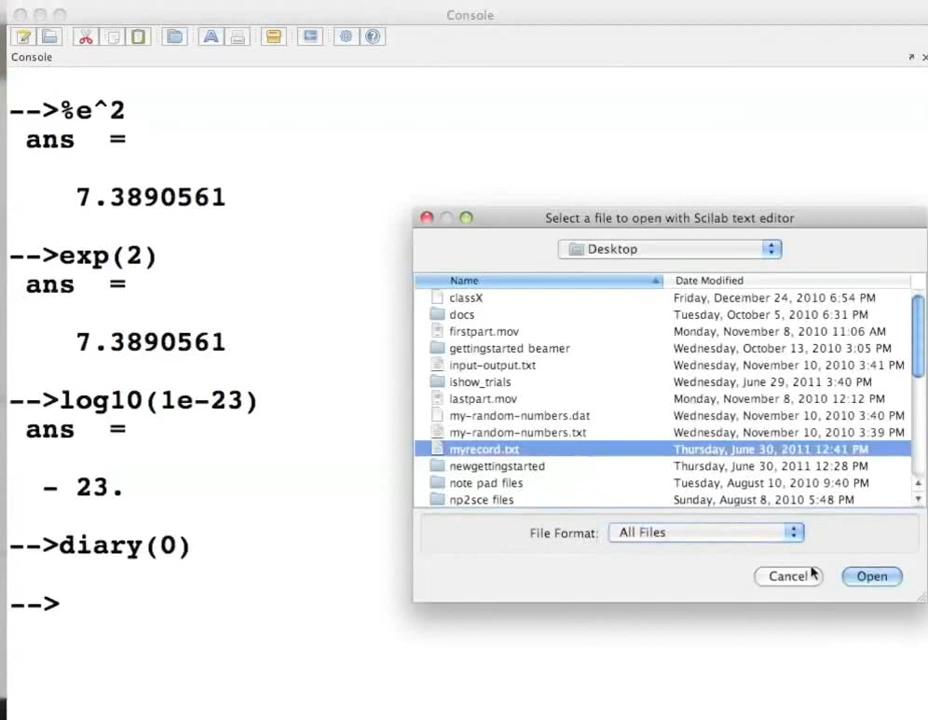 Console
Console
-->%e^2
ans =
7.3890561
-->exp(2)
ans =
7.3890561
-->log10(1e-23)
ans =
- 23.
-->diary(0)
-->
Select a file to open with Scilab text editor
Desktop
Name Date Modified
classX Friday, December 24, 2010 6:54 PM
docs Tuesday, October 5, 2010 6:31 PM
firstpart.mov Monday, November 8, 2010 11:06 AM
gettingstarted beamer Wednesday, October 13, 2010 3:05 PM
input-output.txt Wednesday, November 10, 2010 3:41 PM
ishow_trials Wednesday, June 29, 2011 3:40 PM
lastpart.mov Monday, November 8, 2010 12:12 PM
my-random-numbers.dat Wednesday, November 10, 2010 3:40 PM
my-random-numbers.txt Wednesday, November 10, 2010 3:39 PM
myrecord.txt Thursday, June 30, 2011 12:41 PM
newgettingstarted Thursday, June 30, 2011 12:28 PM
note pad files Tuesday, August 10, 2010 9:40 PM
np2sce files Sunday, August 8, 2010 5:48 PM
File Format: All Files
Cancel Open